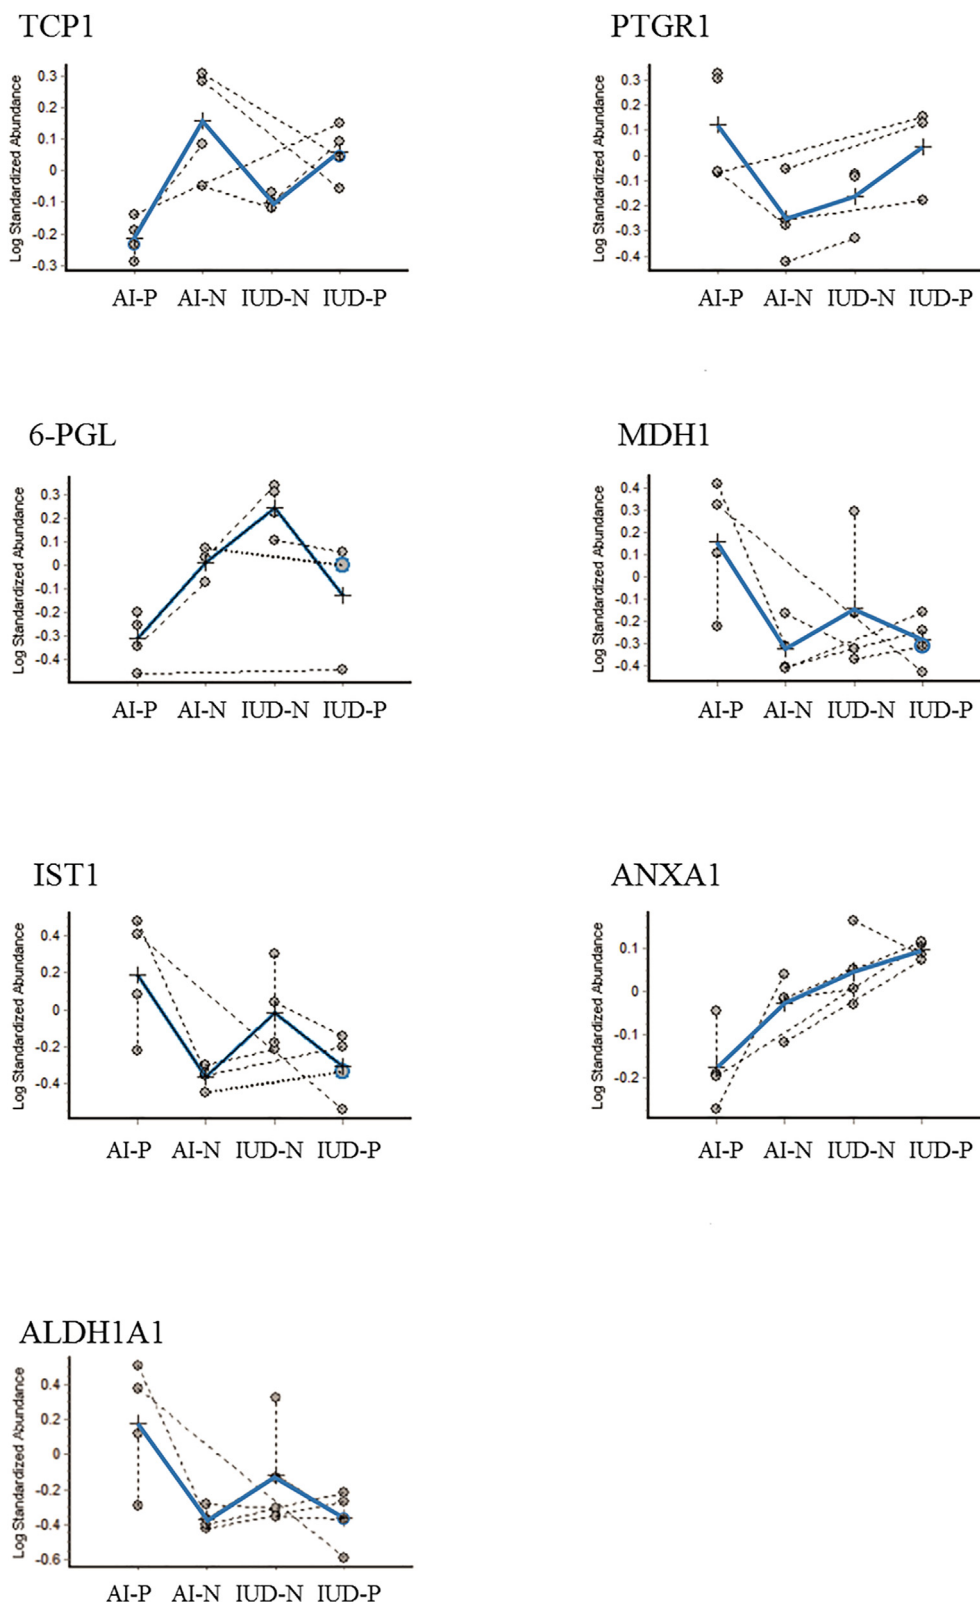 TCP1
Log Standardized Abundance
0.3
0.2
0.1
0
-0.1
-0.2
-0.3
AI-P AI-N IUD-N IUD-P
PTGR1
Log Standardized Abundance
0.3
0.2
0.1
0
-0.1
-0.2
-0.3
-0.4
AI-P AI-N IUD-N IUD-P
6-PGL
Log Standardized Abundance
0.3
0.2
0.1
0
-0.1
-0.2
-0.3
-0.4
AI-P AI-N IUD-N IUD-P
MDH1
Log Standardized Abundance
0.4
0.3
0.2
0.1
0
-0.1
-0.2
-0.3
-0.4
AI-P AI-N IUD-N IUD-P
IST1
Log Standardized Abundance
0.4
0.2
0
-0.2
-0.4
AI-P AI-N IUD-N IUD-P
ANXA1
Log Standardized Abundance
0.1
0
-0.1
-0.2
AI-P AI-N IUD-N IUD-P
ALDH1A1
Log Standardized Abundance
0.4
0.2
0
-0.2
-0.4
-0.6
AI-P AI-N IUD-N IUD-P